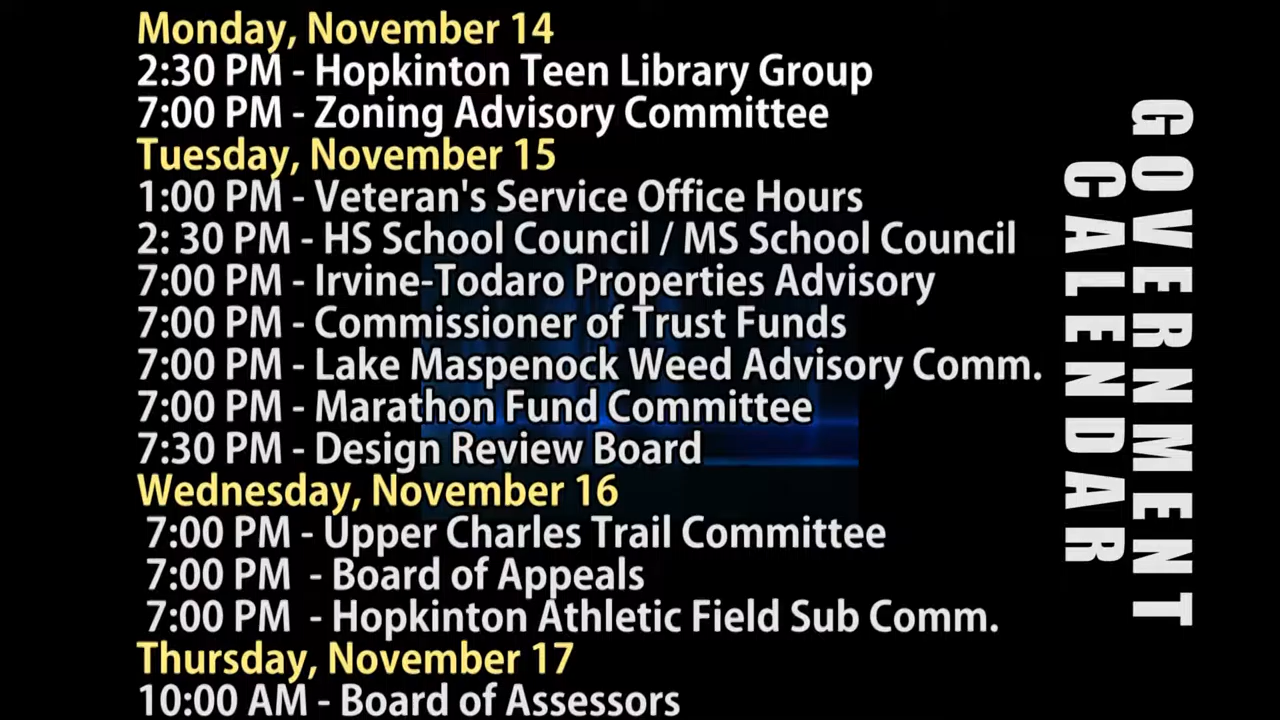 Monday, November 14
2:30 PM - Hopkinton Teen Library Group
7:00 PM - Zoning Advisory Committee
Tuesday, November 15
1:00 PM - Veteran's Service Office Hours
2: 30 PM - HS School Council / MS School Council
7:00 PM - Irvine-Todaro Properties Advisory
7:00 PM - Commissioner of Trust Funds
7:00 PM - Lake Maspenock Weed Advisory Comm.
7:00 PM - Marathon Fund Committee
7:30 PM - Design Review Board
Wednesday, November 16
7:00 PM - Upper Charles Trail Committee
7:00 PM - Board of Appeals
7:00 PM - Hopkinton Athletic Field Sub Comm.
Thursday, November 17
10:00 AM - Board of Assessors
GOVERNMENT
CALENDAR